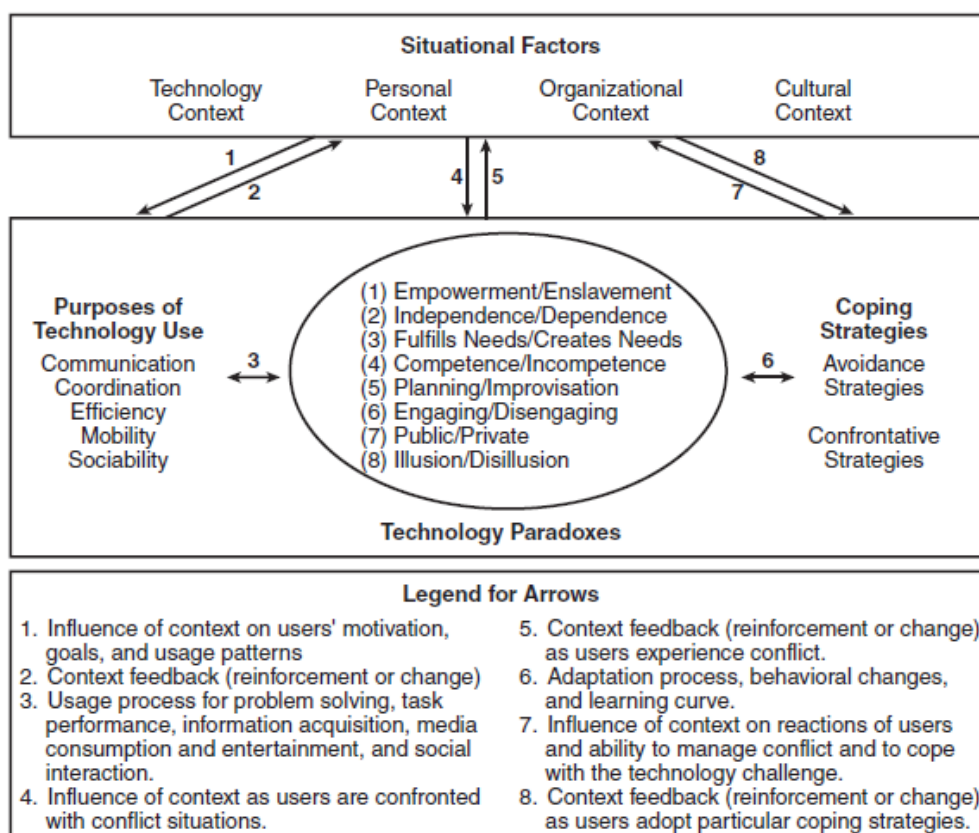 Situational Factors
Technology Context
Personal Context
Organizational Context
Cultural Context
1
2
4
5
8
7
Purposes of
Technology Use
Communication
Coordination
Efficiency
Mobility
Sociability
3
(1) Empowerment/Enslavement
(2) Independence/Dependence
(3) Fulfills Needs/Creates Needs
(4) Competence/Incompetence
(5) Planning/Improvisation
(6) Engaging/Disengaging
(7) Public/Private
(8) Illusion/Disillusion
Technology Paradoxes
6
Coping
Strategies
Avoidance
Strategies
Confrontative
Strategies
Legend for Arrows
1. Influence of context on users' motivation,
goals, and usage patterns
2. Context feedback (reinforcement or change)
3. Usage process for problem solving, task
performance, information acquisition, media
consumption and entertainment, and social
interaction.
4. Influence of context as users are confronted
with conflict situations.
5. Context feedback (reinforcement or change)
as users experience conflict.
6. Adaptation process, behavioral changes,
and learning curve.
7. Influence of context on reactions of users
and ability to manage conflict and to cope
with the technology challenge.
8. Context feedback (reinforcement or change)
as users adopt particular coping strategies.